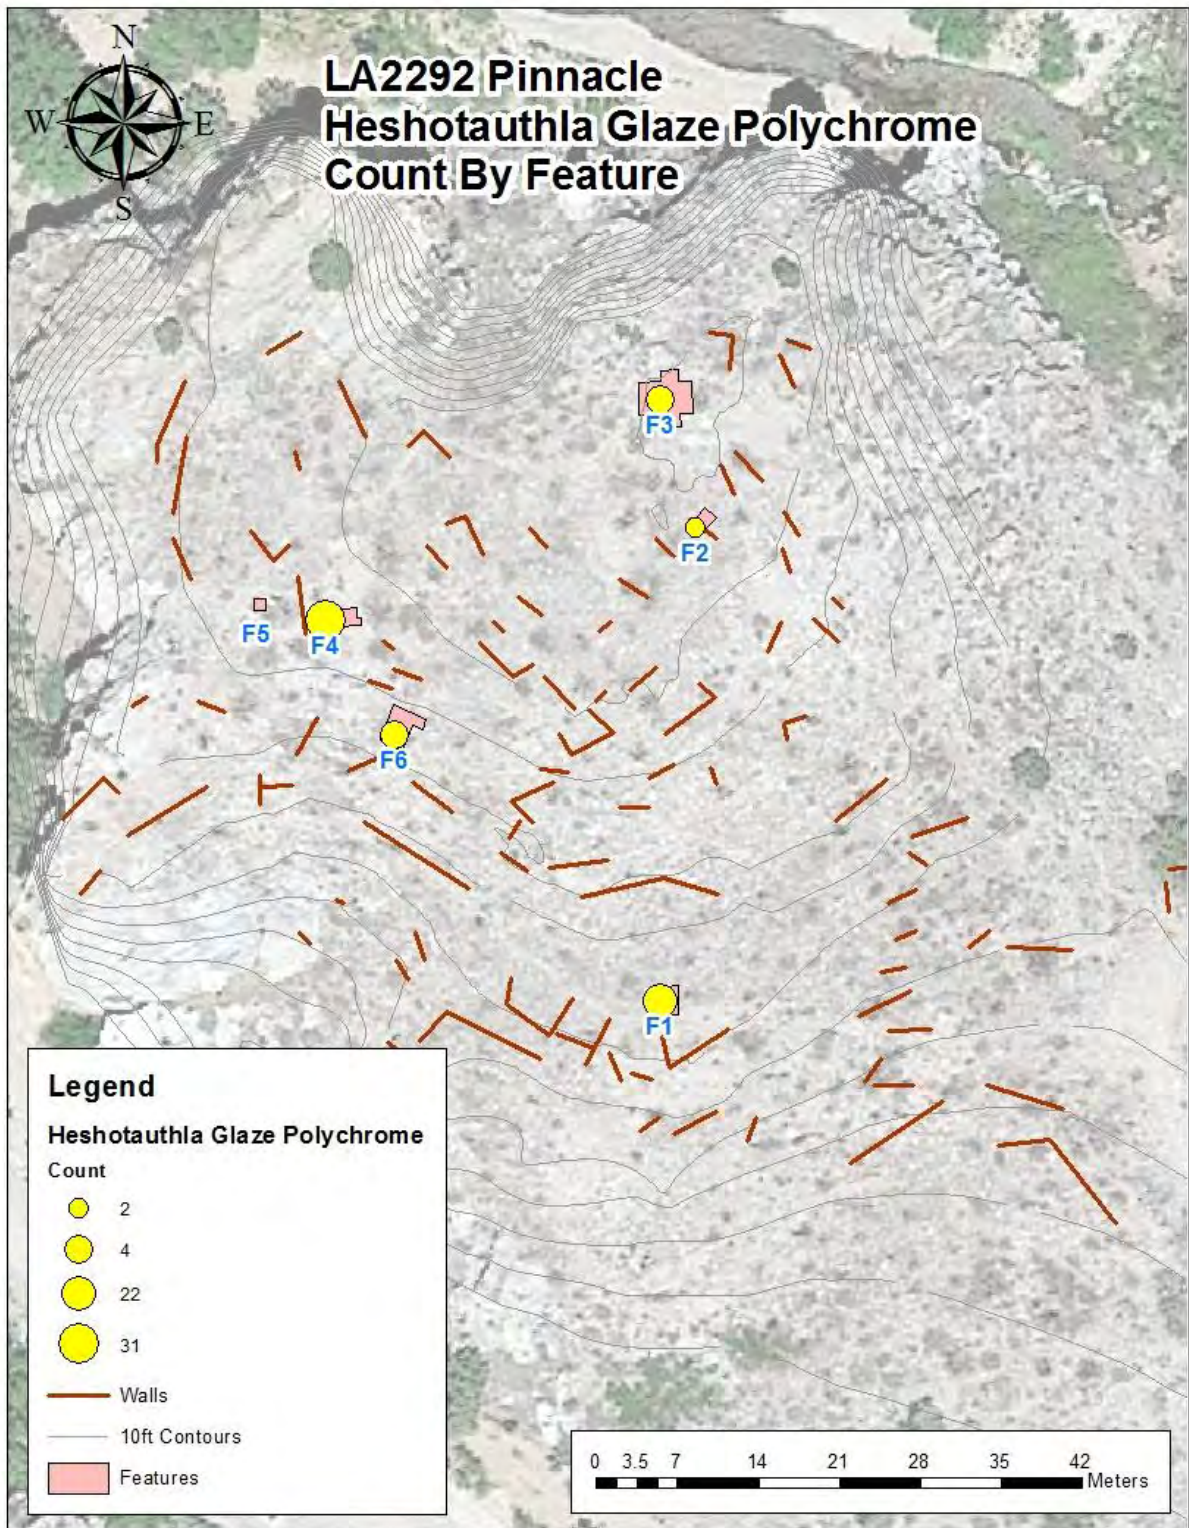 N
W
E
S
LA2292 Pinnacle
Heshotauthla Glaze Polychrome
Count By Feature
F3
F2
F5
F4
F6
F1
Legend
Heshotauthla Glaze Polychrome
Count
2
4
22
31
Walls
10ft Contours
Features
0 3.5 7 14 21 28 35 42
Meters